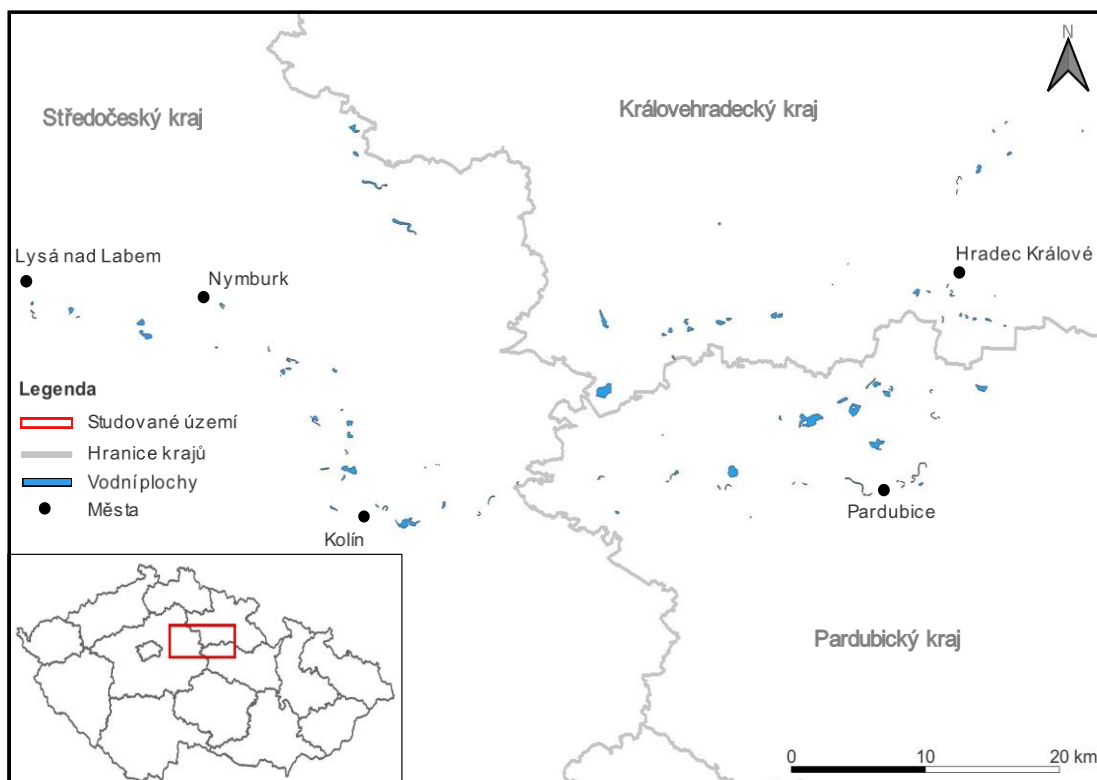 N
Středočeský kraj
Královehradecký kraj
Lysá nad Labem
Nymburk
Hradec Králové
Legenda
Studované území
Hranice krajů
Vodní plochy
Města
Kolín
Pardubice
Pardubický kraj
0 10 20 km